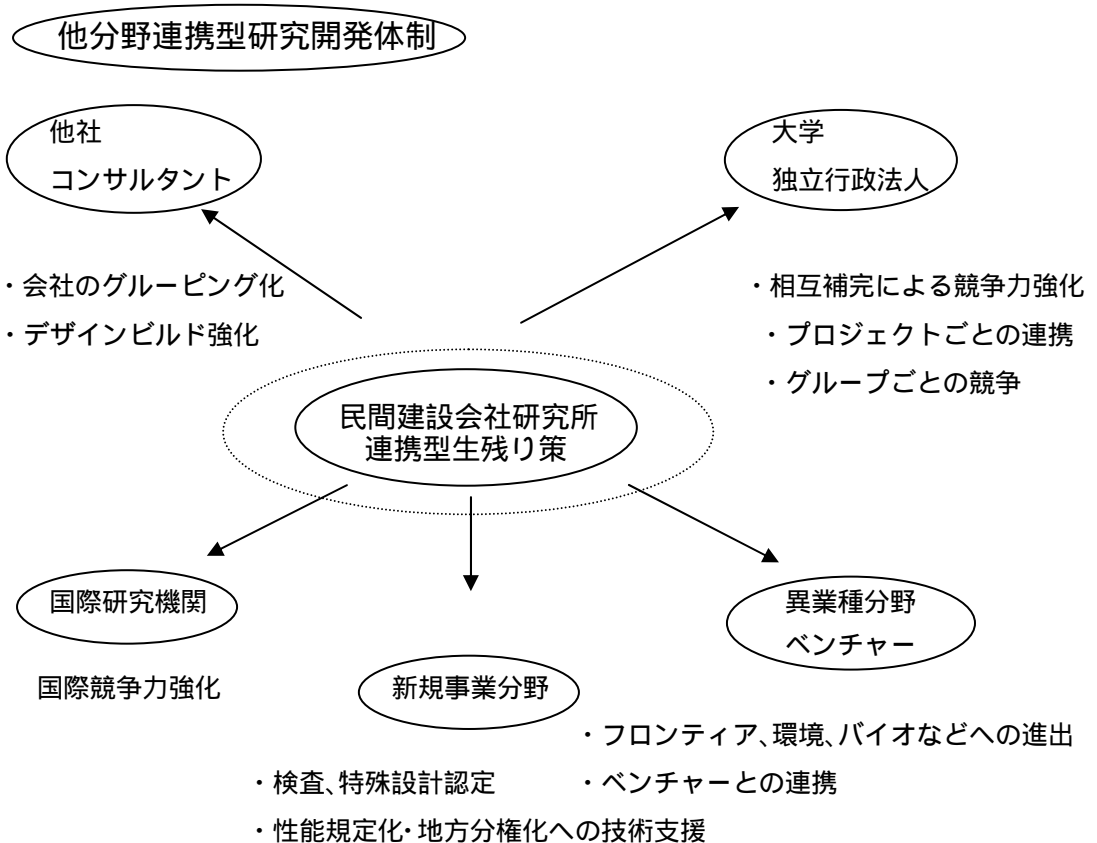 他分野連携型研究開発体制
他社
コンサルタント
大学
独立行政法人
・会社のグルーピング化
・デザインビルド強化
・相互補完による競争力強化
・プロジェクトごとの連携
・グループごとの競争
民間建設会社研究所
連携型生残り策
国際研究機関
国際競争力強化
新規事業分野
異業種分野
ベンチャー
・フロンティア、環境、バイオなどへの進出
・ベンチャーとの連携
・検査、特殊設計認定
・性能規定化・地方分権化への技術支援